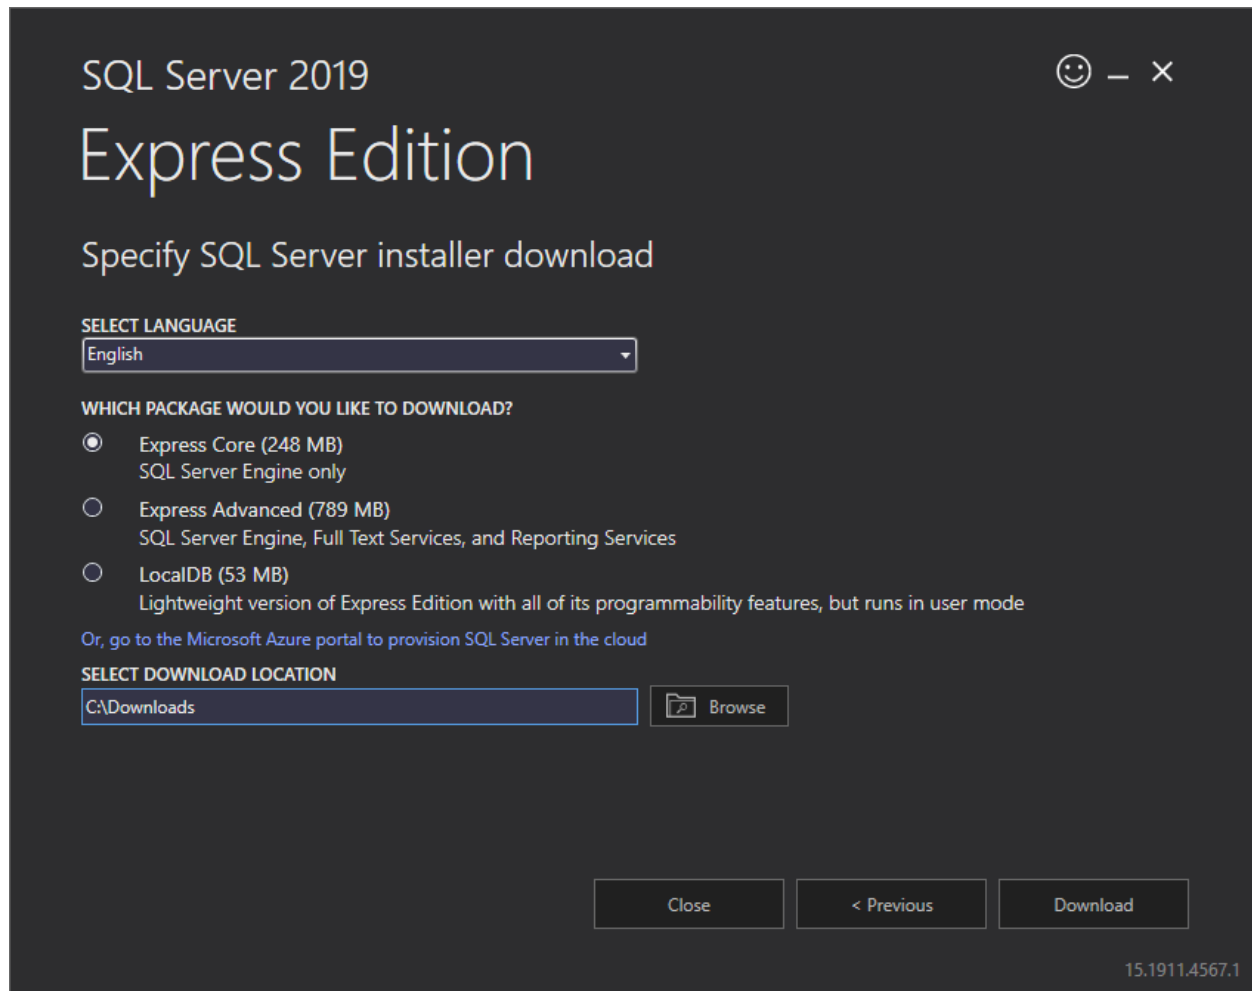 SQL Server 2019
Express Edition
Specify SQL Server installer download
SELECT LANGUAGE
English
WHICH PACKAGE WOULD YOU LIKE TO DOWNLOAD?
Express Core (248 MB)
SQL Server Engine only
Express Advanced (789 MB)
SQL Server Engine, Full Text Services, and Reporting Services
LocalDB (53 MB)
Lightweight version of Express Edition with all of its programmability features, but runs in user mode
Or, go to the Microsoft Azure portal to provision SQL Server in the cloud
SELECT DOWNLOAD LOCATION
C:\Downloads
Browse
Close
< Previous
Download
15.1911.4567.1